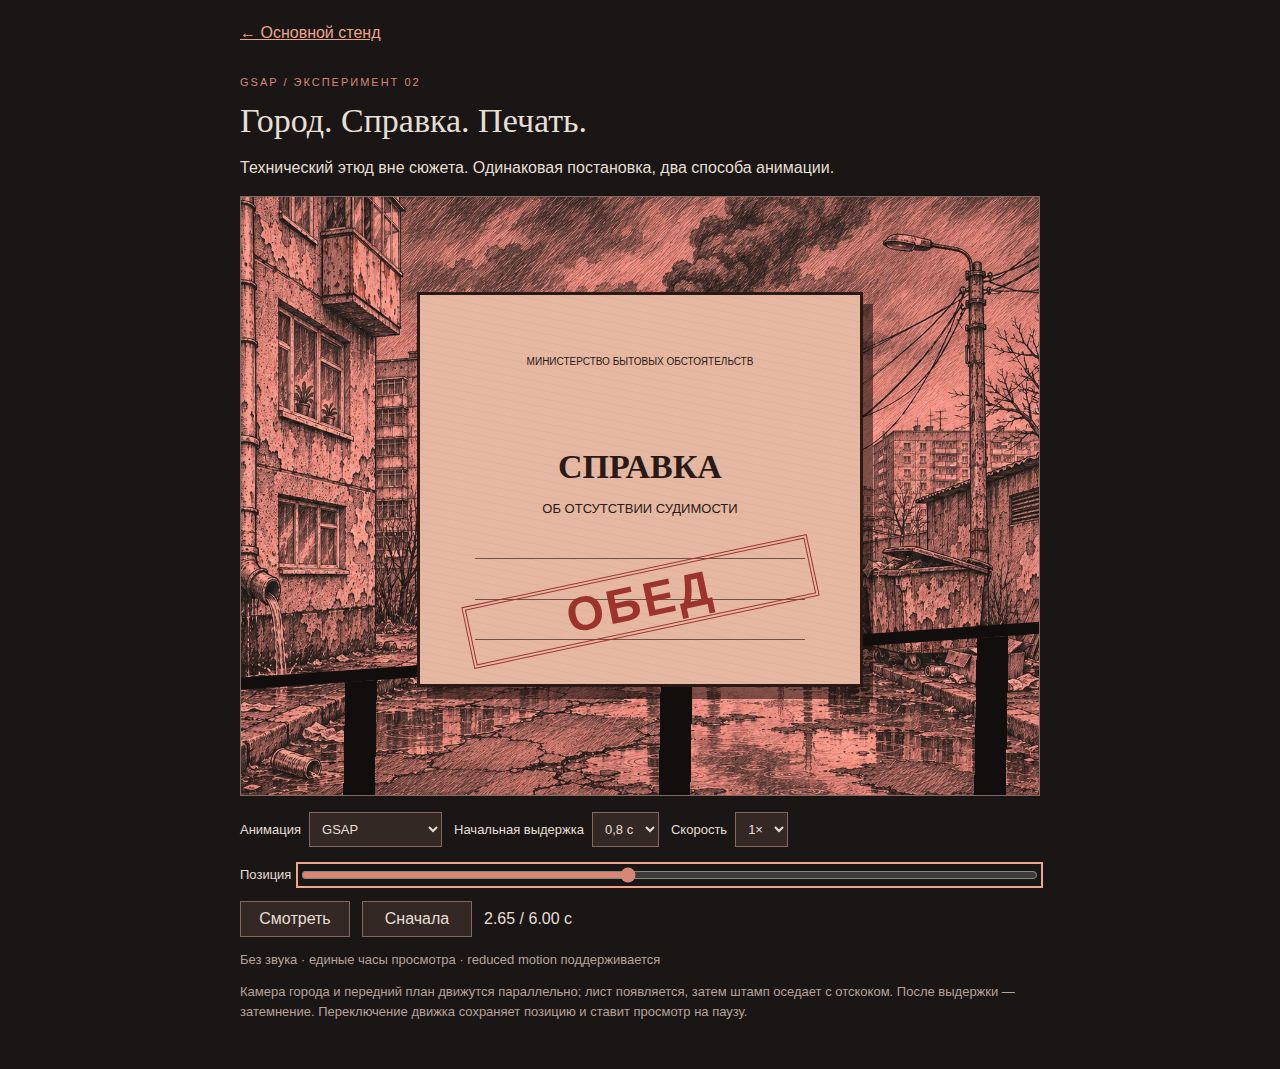 ← Основной стенд
GSAP / ЭКСПЕРИМЕНТ 02
Город. Справка. Печать.
Технический этюд вне сюжета. Одинаковая постановка, два способа анимации.
МИНИСТЕРСТВО БЫТОВЫХ ОБСТОЯТЕЛЬСТВ
СПРАВКА
ОБ ОТСУТСТВИИ СУДИМОСТИ
ОБЕД
Анимация GSAP Начальная выдержка 0,8 с Скорость 1×
Позиция
Смотреть Сначала 2.65 / 6.00 с
Без звука · единые часы просмотра · reduced motion поддерживается
Камера города и передний план движутся параллельно; лист появляется, затем штамп оседает с отскоком. После выдержки —
затемнение. Переключение движка сохраняет позицию и ставит просмотр на паузу.